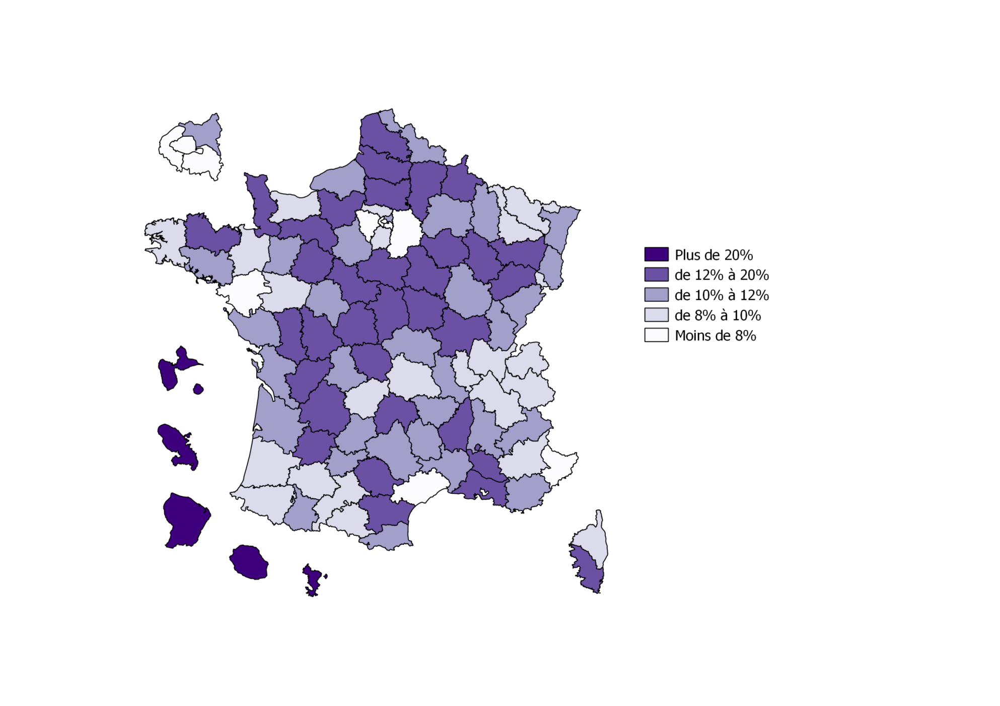 Plus de 20%
de 12% à 20%
de 10% à 12%
de 8% à 10%
Moins de 8%